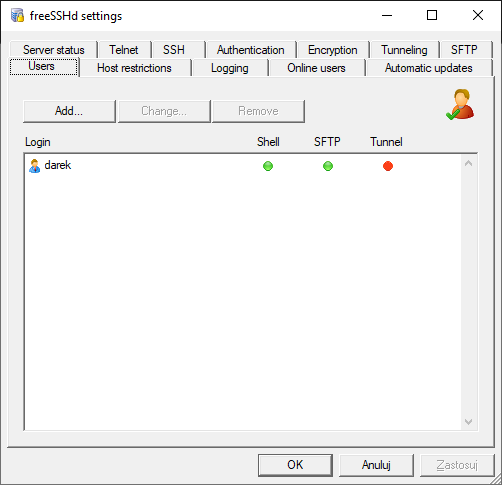 freeSSHd settings
Server status Telnet SSH Authentication Encryption Tunneling SFTP
Users Host restrictions Logging Online users Automatic updates
Add... Change... Remove
Login Shell SFTP Tunnel
darek
OK Anuluj Zastosuj